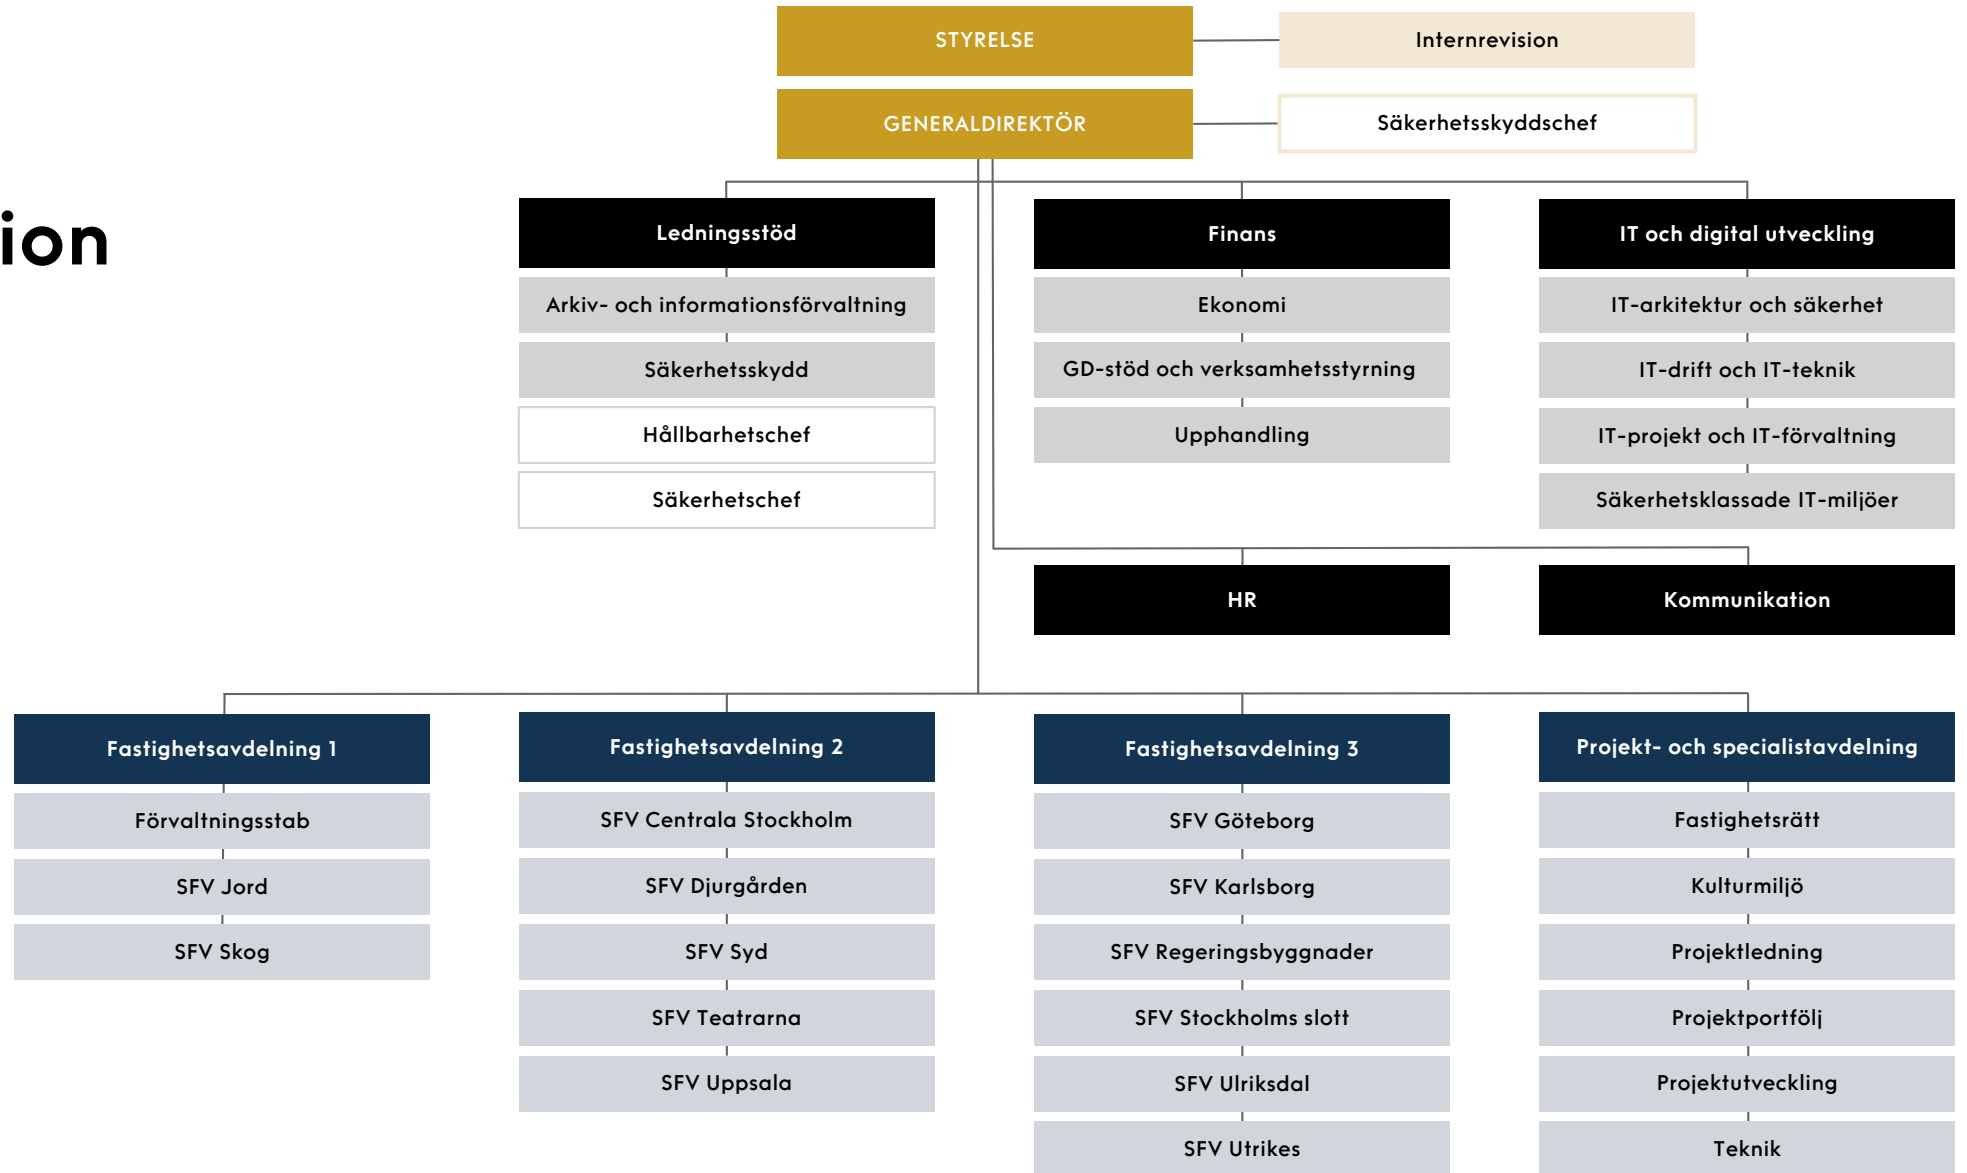 STYRELSE
Internrevision
GENERALDIREKTÖR
Säkerhetsskyddschef
ion
Ledningsstöd
Arkiv- och informationsförvaltning
Säkerhetsskydd
Hållbarhetschef
Säkerhetschef
Finans
Ekonomi
GD-stöd och verksamhetsstyrning
Upphandling
IT och digital utveckling
IT-arkitektur och säkerhet
IT-drift och IT-teknik
IT-projekt och IT-förvaltning
Säkerhetsklassade IT-miljöer
HR
Kommunikation
Fastighetsavdelning 1
Förvaltningsstab
SFV Jord
SFV Skog
Fastighetsavdelning 2
SFV Centrala Stockholm
SFV Djurgården
SFV Syd
SFV Teatrarna
SFV Uppsala
Fastighetsavdelning 3
SFV Göteborg
SFV Karlsborg
SFV Regeringsbyggnader
SFV Stockholms slott
SFV Ulriksdal
SFV Utrikes
Projekt- och specialistavdelning
Fastighetsrätt
Kulturmiljö
Projektledning
Projektportfölj
Projektutveckling
Teknik